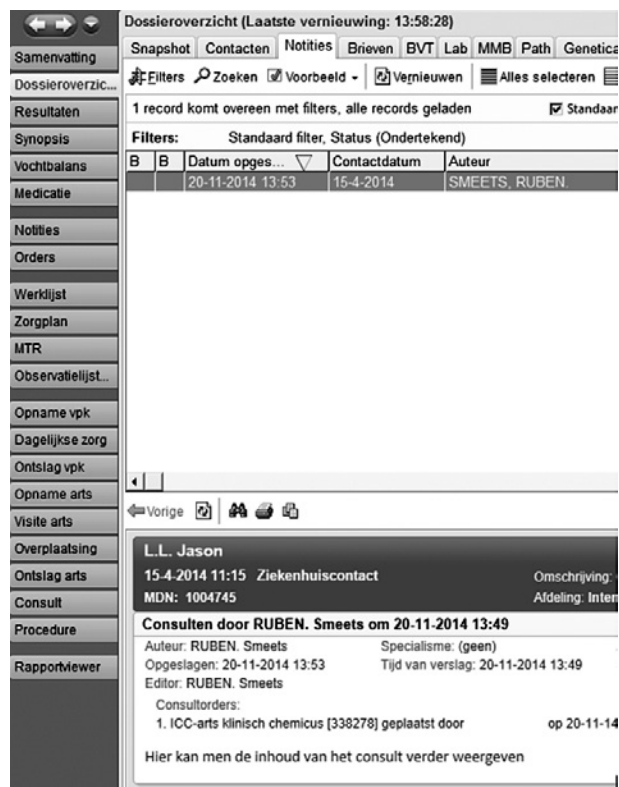 Dossieroverzicht (Laatste vernieuwing: 13:58:28)
Snapshot Contacten Notities Brieven BVT Lab MMB Path Genetica
Filters Zoeken Voorbeeld Vernieuwen Alles selecteren
1 record komt overeen met filters, alle records geladen Standaar
Filters: Standaard filter, Status (Ondertekend)
B B Datum opges... Contactdatum Auteur
20-11-2014 13:53 15-4-2014 SMEETS, RUBEN.
Samenvatting
Dossieroverzic...
Resultaten
Synopsis
Vochtbalans
Medicatie
Notities
Orders
Werklijst
Zorgplan
MTR
Observatielijst...
Opname vpk
Dagelijkse zorg
Ontslag vpk
Opname arts
Visite arts
Overplaatsing
Ontslag arts
Consult
Procedure
Rapportviewer
Vorige
L.L. Jason
15-4-2014 11:15 Ziekenhuiscontact Omschrijving:
MDN: 1004745 Afdeling: Inter
Consulten door RUBEN. Smeets om 20-11-2014 13:49
Auteur: RUBEN. Smeets Specialisme: (geen)
Opgeslagen: 20-11-2014 13:53 Tijd van verslag: 20-11-2014 13:49
Editor: RUBEN. Smeets
Consultorders:
1. ICC-arts klinisch chemicus [338278] geplaatst door op 20-11-14
Hier kan men de inhoud van het consult verder weergeven